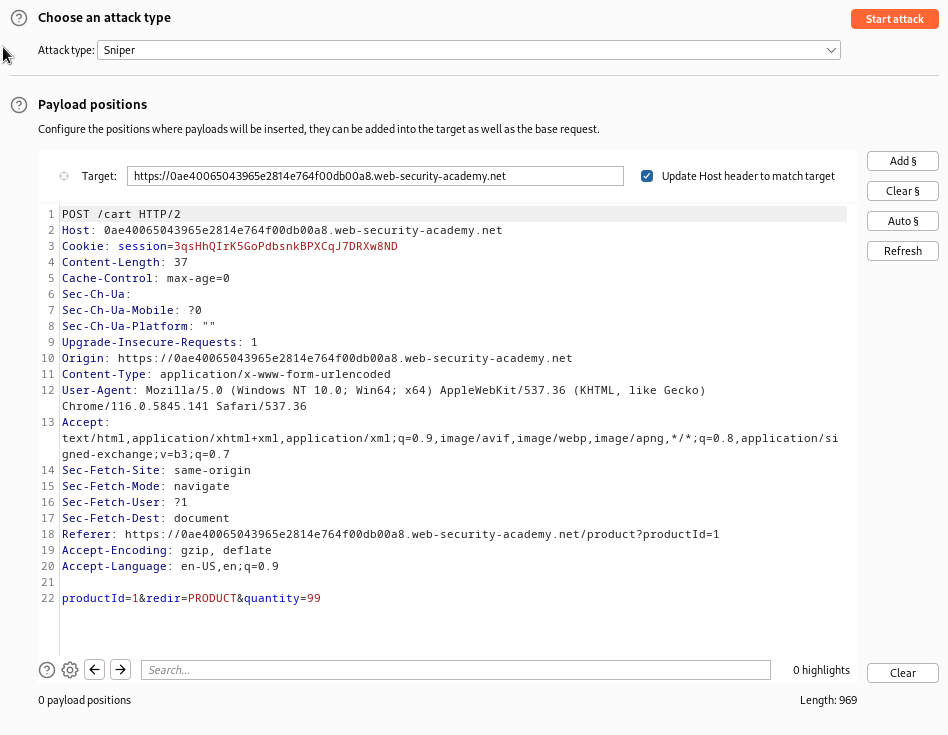 Choose an attack type
Start attack
Attack type: Sniper
Payload positions
Configure the positions where payloads will be inserted, they can be added into the target as well as the base request.
Target: https://0ae40065043965e2814e764f00db00a8.web-security-academy.net
Update Host header to match target
Add §
Clear §
Auto §
Refresh
1 POST /cart HTTP/2
2 Host: 0ae40065043965e2814e764f00db00a8.web-security-academy.net
3 Cookie: session=3qsHhQIrK5GoPdbsnkBPXCqJ7DRXw8ND
4 Content-Length: 37
5 Cache-Control: max-age=0
6 Sec-Ch-Ua:
7 Sec-Ch-Ua-Mobile: ?0
8 Sec-Ch-Ua-Platform: ""
9 Upgrade-Insecure-Requests: 1
10 Origin: https://0ae40065043965e2814e764f00db00a8.web-security-academy.net
11 Content-Type: application/x-www-form-urlencoded
12 User-Agent: Mozilla/5.0 (Windows NT 10.0; Win64; x64) AppleWebKit/537.36 (KHTML, like Gecko)
Chrome/116.0.5845.141 Safari/537.36
13 Accept:
text/html,application/xhtml+xml,application/xml;q=0.9,image/avif,image/webp,image/apng,*/*;q=0.8,application/si
gned-exchange;v=b3;q=0.7
14 Sec-Fetch-Site: same-origin
15 Sec-Fetch-Mode: navigate
16 Sec-Fetch-User: ?1
17 Sec-Fetch-Dest: document
18 Referer: https://0ae40065043965e2814e764f00db00a8.web-security-academy.net/product?productId=1
19 Accept-Encoding: gzip, deflate
20 Accept-Language: en-US,en;q=0.9
21
22 productId=1&redir=PRODUCT&quantity=99
Search...
0 highlights
Clear
0 payload positions
Length: 969